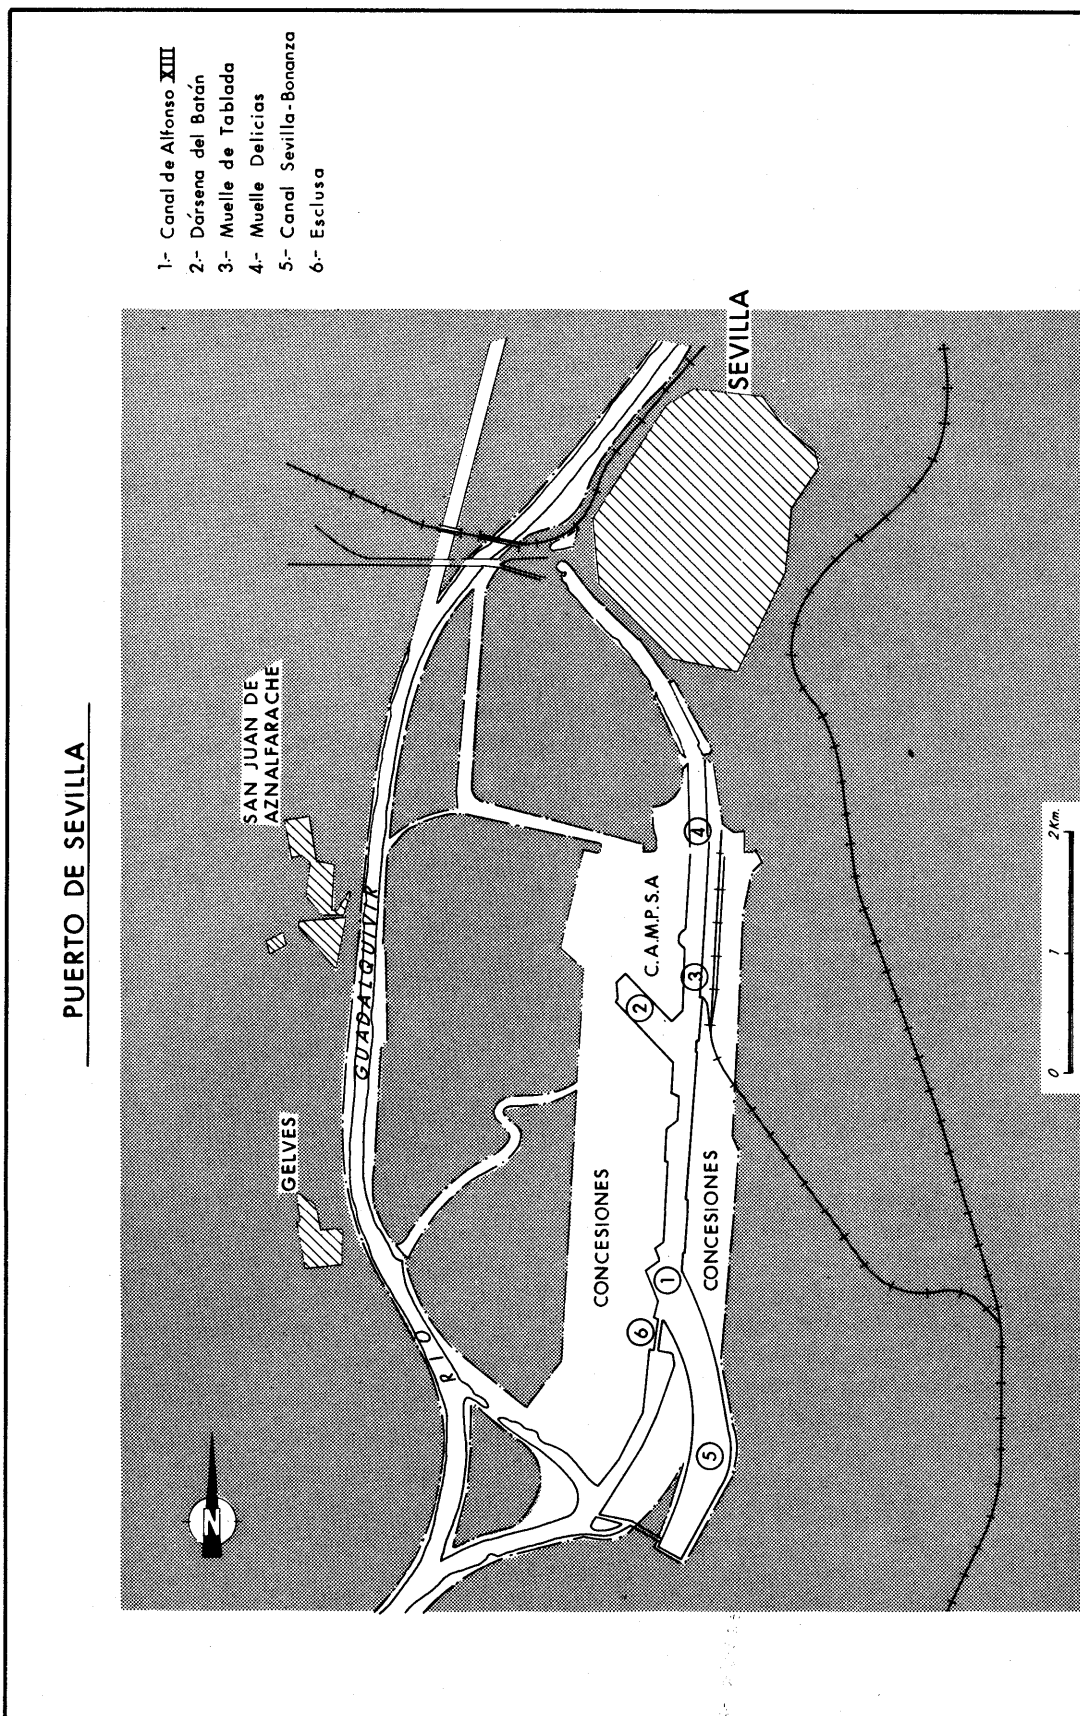 PUERTO DE SEVILLA
1.- Canal de Alfonso XIII
2.- Dársena del Batán
3.- Muelle de Tablada
4.- Muelle Delicias
5.- Canal Sevilla-Bonanza
6.- Esclusa
N
GELVES
SAN JUAN DE
AZNALFARACHE
RIO GUADALQUIVIR
SEVILLA
CONCESIONES
C.A.M.P.S.A
2
6
1
3
4
5
CONCESIONES
0 1 2 Km.